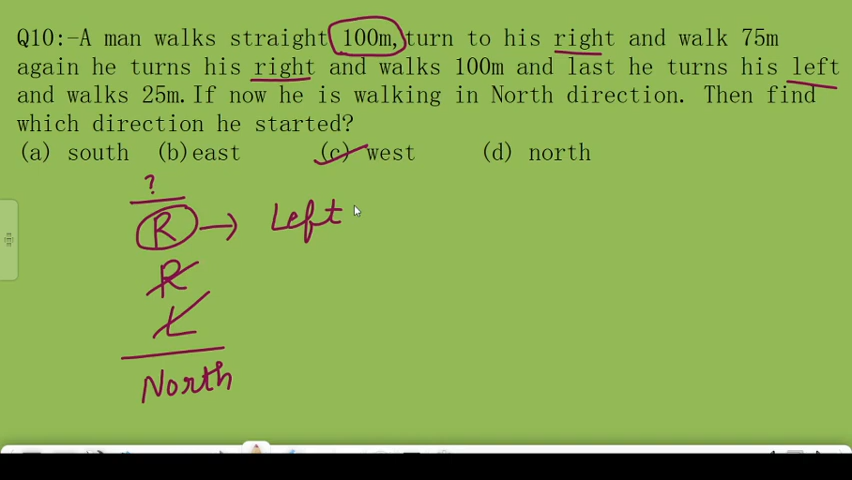 Q10:-A man walks straight 100m, turn to his right and walk 75m
again he turns his right and walks 100m and last he turns his left
and walks 25m. If now he is walking in North direction. Then find
which direction he started?
(a) south (b)east (c) west (d) north
?
R → Left
R
L
North